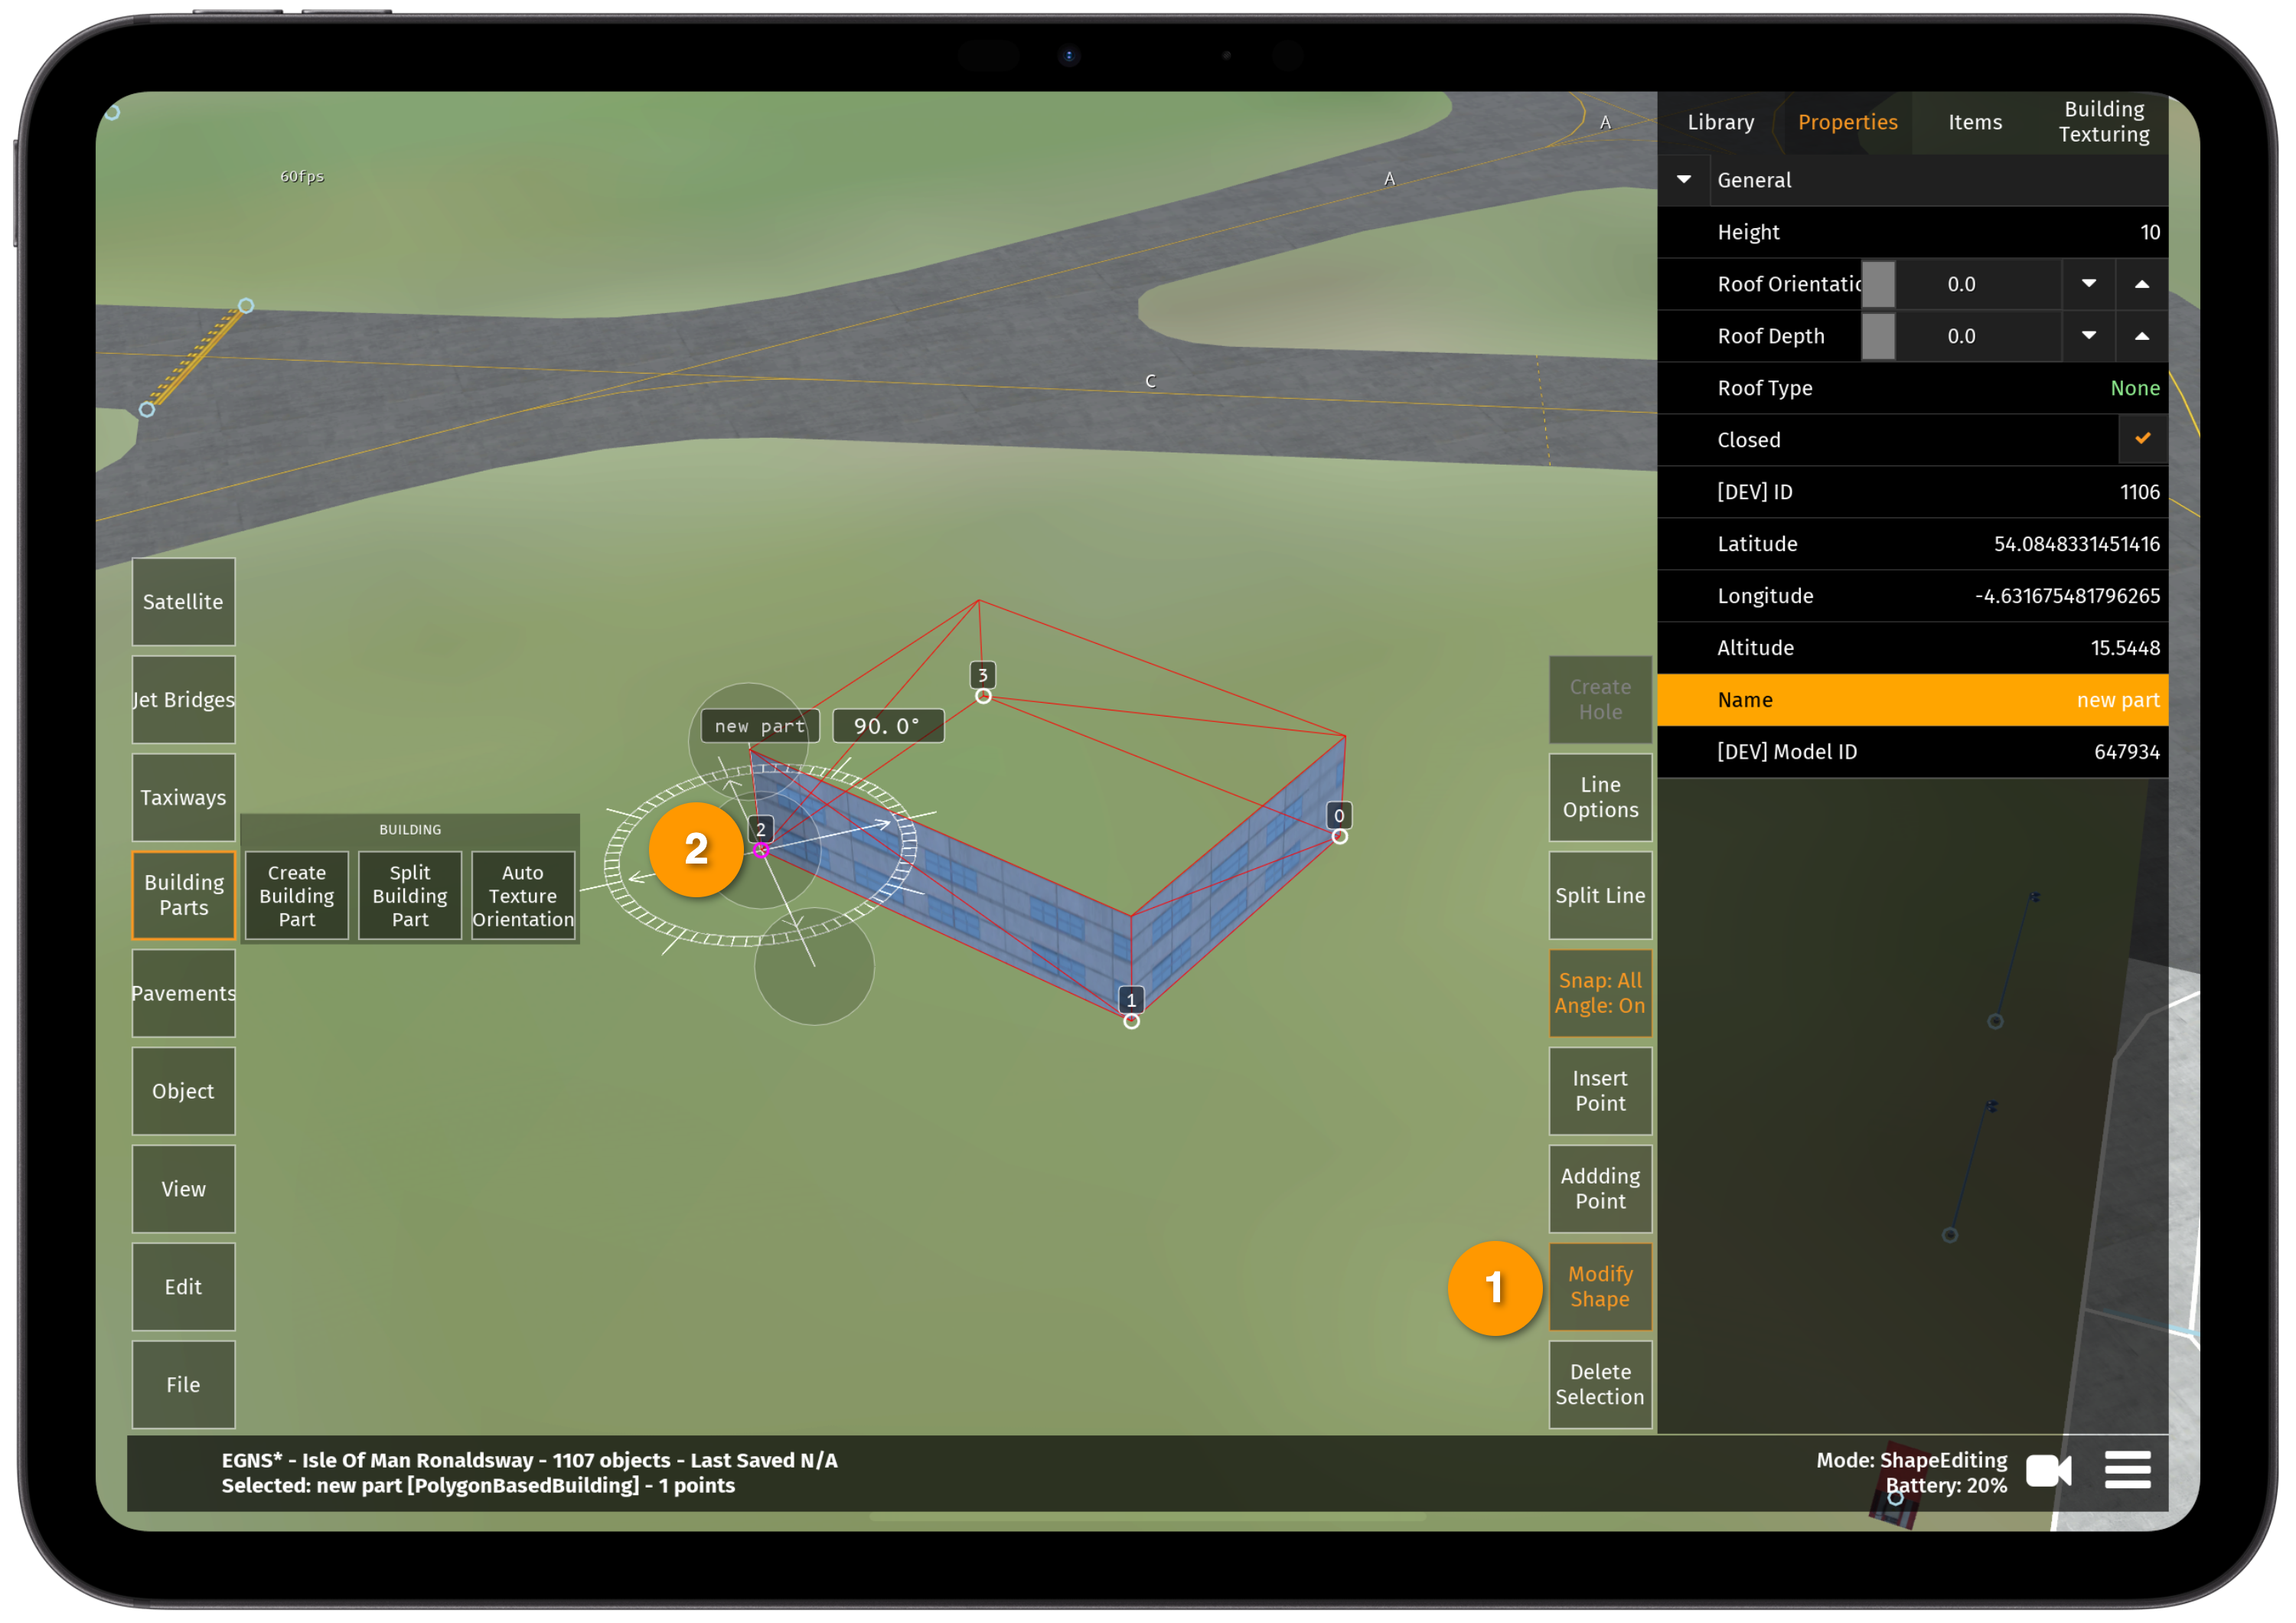 Library
Properties
Items
Building
Texturing
60fps
A
A
C
General
Height
10
Roof Orientatic
0.0
Roof Depth
0.0
Roof Type
None
Closed
[DEV] ID
1106
Latitude
54.0848331451416
Longitude
-4.631675481796265
Altitude
15.5448
Name
new part
[DEV] Model ID
647934
Satellite
Jet Bridges
Taxiways
Building
Parts
Pavements
Object
View
Edit
File
BUILDING
Create
Building
Part
Split
Building
Part
Auto
Texture
Orientation
new part
90.0°
3
2
2
0
1
Create
Hole
Line
Options
Split Line
Snap: All
Angle: On
Insert
Point
Addding
Point
1
Modify
Shape
Delete
Selection
EGNS* - Isle Of Man Ronaldsway - 1107 objects - Last Saved N/A
Selected: new part [PolygonBasedBuilding] - 1 points
Mode: ShapeEditing
Battery: 20%